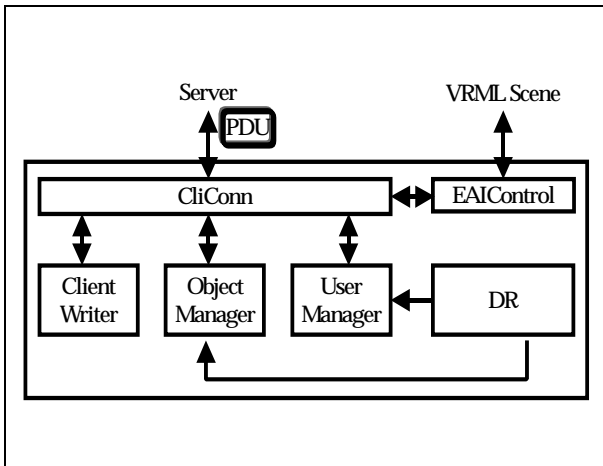 Server
VRML Scene
PDU
CliConn
EAIControl
Client
Writer
Object
Manager
User
Manager
DR